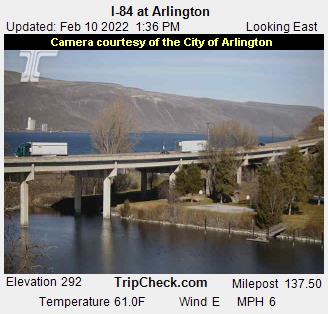 I-84 at Arlington
Updated: Feb 10 2022 1:36 PM Looking East
Camera courtesy of the City of Arlington
Elevation 292 TripCheck.com Milepost 137.50
Temperature 61.0F Wind E MPH 6